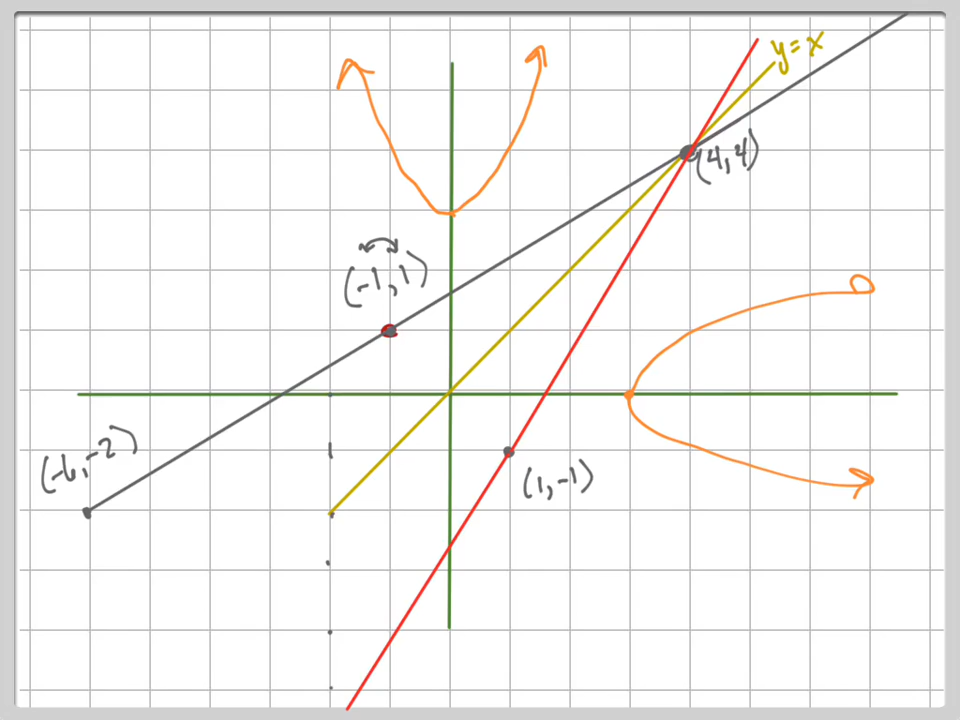 y = x
(4,4)
(-1,1)
(-6,-2)
(1,-1)